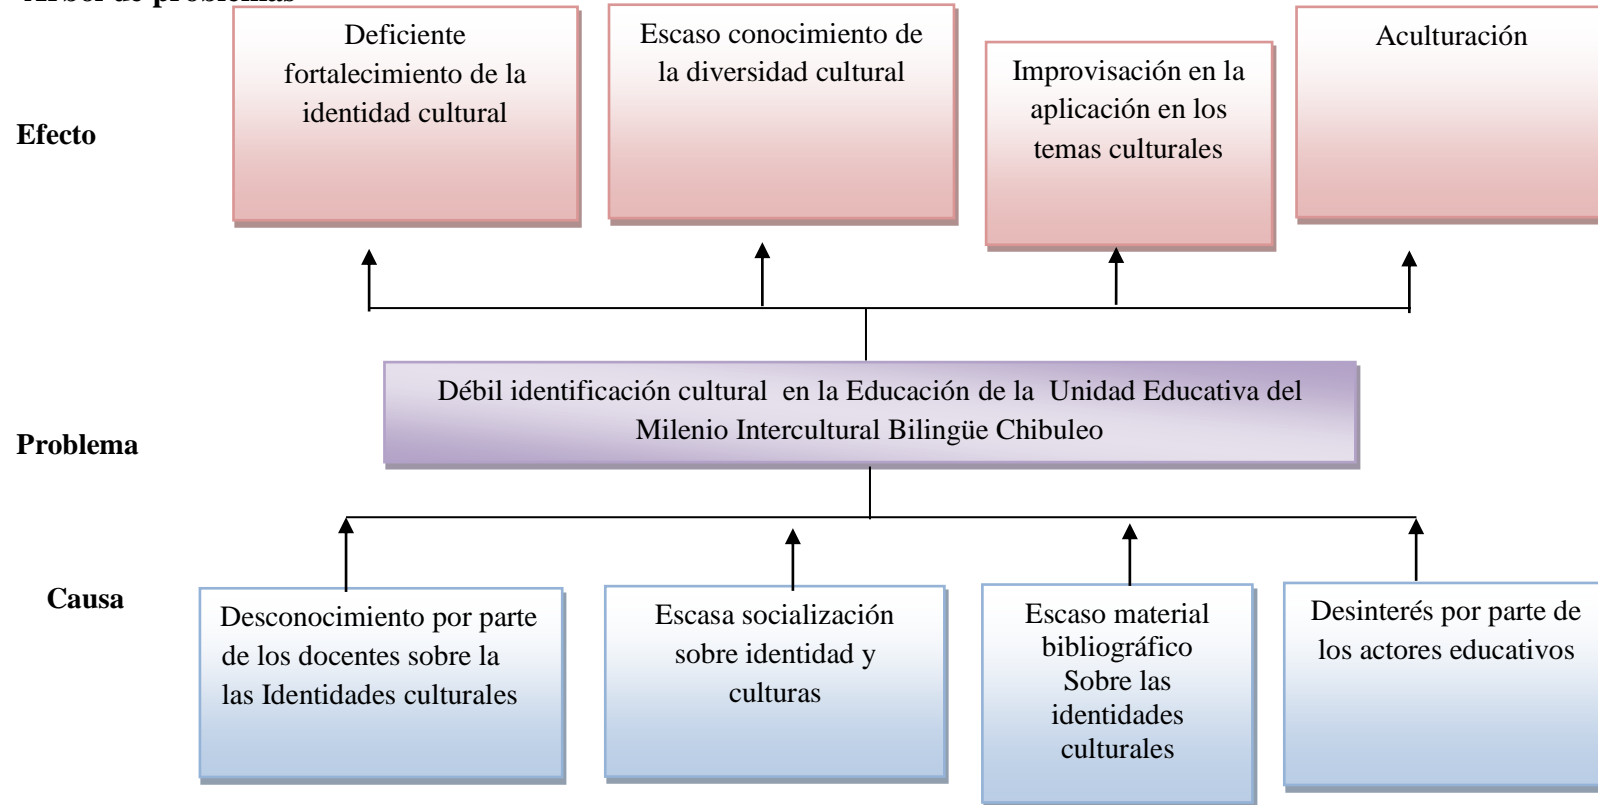 Árbol de problemas
Deficiente
fortalecimiento de la
identidad cultural
Escaso conocimiento de
la diversidad cultural
Improvisación en la
aplicación en los
temas culturales
Aculturación
Efecto
Débil identificación cultural en la Educación de la Unidad Educativa del
Milenio Intercultural Bilingüe Chibuleo
Problema
Causa
Desconocimiento por parte
de los docentes sobre la
las Identidades culturales
Escasa socialización
sobre identidad y
culturas
Escaso material
bibliográfico
Sobre las
identidades
culturales
Desinterés por parte de
los actores educativos